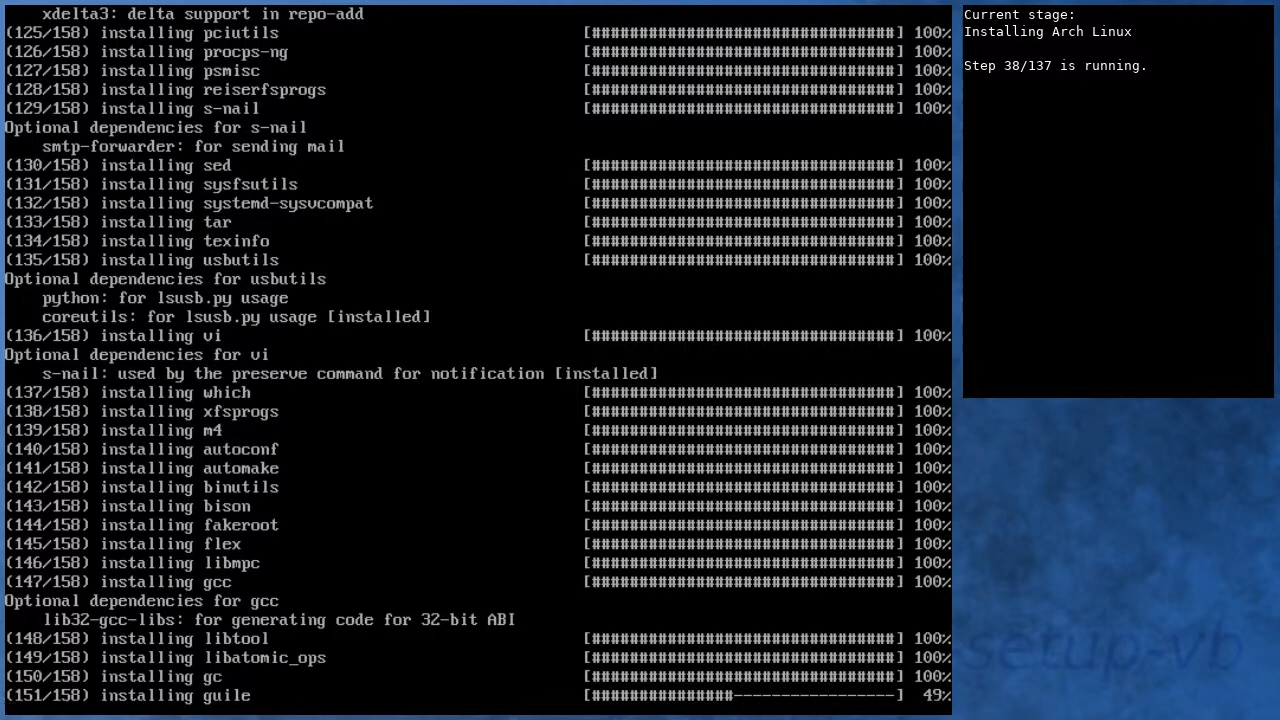 xdelta3: delta support in repo-add
(125/158) installing pciutils [################################] 100%
(126/158) installing procps-ng [################################] 100%
(127/158) installing psmisc [################################] 100%
(128/158) installing reiserfsprogs [################################] 100%
(129/158) installing s-nail [################################] 100%
Optional dependencies for s-nail
smtp-forwarder: for sending mail
(130/158) installing sed [################################] 100%
(131/158) installing sysfsutils [################################] 100%
(132/158) installing systemd-sysvcompat [################################] 100%
(133/158) installing tar [################################] 100%
(134/158) installing texinfo [################################] 100%
(135/158) installing usbutils [################################] 100%
Optional dependencies for usbutils
python: for lsusb.py usage
coreutils: for lsusb.py usage [installed]
(136/158) installing vi [################################] 100%
Optional dependencies for vi
s-nail: used by the preserve command for notification [installed]
(137/158) installing which [################################] 100%
(138/158) installing xfsprogs [################################] 100%
(139/158) installing m4 [################################] 100%
(140/158) installing autoconf [################################] 100%
(141/158) installing automake [################################] 100%
(142/158) installing binutils [################################] 100%
(143/158) installing bison [################################] 100%
(144/158) installing fakeroot [################################] 100%
(145/158) installing flex [################################] 100%
(146/158) installing libmpc [################################] 100%
(147/158) installing gcc [################################] 100%
Optional dependencies for gcc
lib32-gcc-libs: for generating code for 32-bit ABI
(148/158) installing libtool [################################] 100%
(149/158) installing libatomic_ops [################################] 100%
(150/158) installing gc [################################] 100%
(151/158) installing guile [###############-----------------] 49%
Current stage:
Installing Arch Linux
Step 38/137 is running.
setup-vb